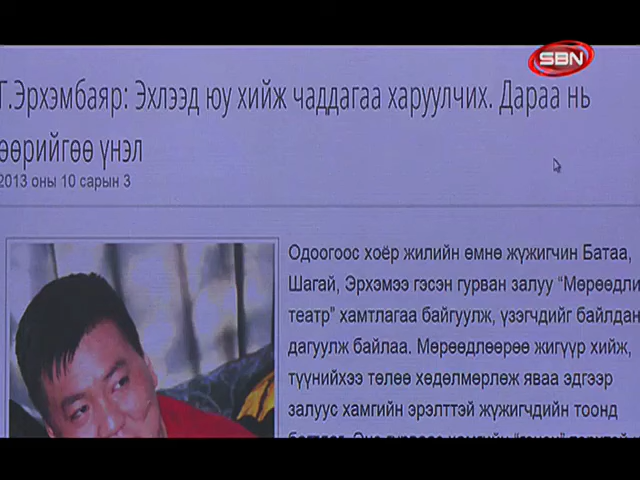 SBN
Г.Эрхэмбаяр: Эхлээд юу хийж чаддагаа харуулчих. Дараа нь
өөрийгөө үнэл
2013 оны 10 сарын 3
Одоогоос хоёр жилийн өмнө жүжигчин Батаа,
Шагай, Эрхэмээ гэсэн гурван залуу "Мөрөөдли
театр" хамтлагаа байгуулж, үзэгчдийг байлдан
дагуулж байлаа. Мөрөөдлөөрөө жигүүр хийж,
түүнийхээ төлөө хөдөлмөрлөж яваа эдгээр
залуус хамгийн эрэлттэй жүжигчдийн тоонд